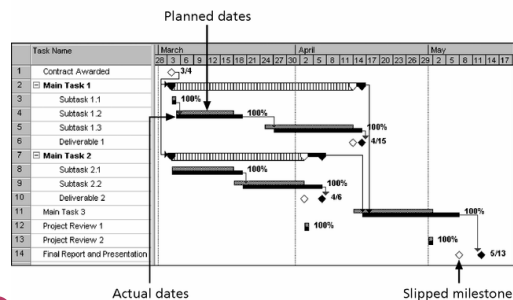 Planned dates
Task Name
March
April
May
28 3 6 9 12 15 18 21 24 27 30 2 5 8 11 14 17 20 23 26 29 2 5 8 11 14 17
1 Contract Awarded 3/4
2 Main Task 1
3 Subtask 1.1 100%
4 Subtask 1.2 100%
5 Subtask 1.3 100%
6 Deliverable 1 4/15
7 Main Task 2
8 Subtask 2.1 100%
9 Subtask 2.2 100%
10 Deliverable 2 4/6
11 Main Task 3 100%
12 Project Review 1 100%
13 Project Review 2 100%
14 Final Report and Presentation 5/13
Actual dates
Slipped milestone